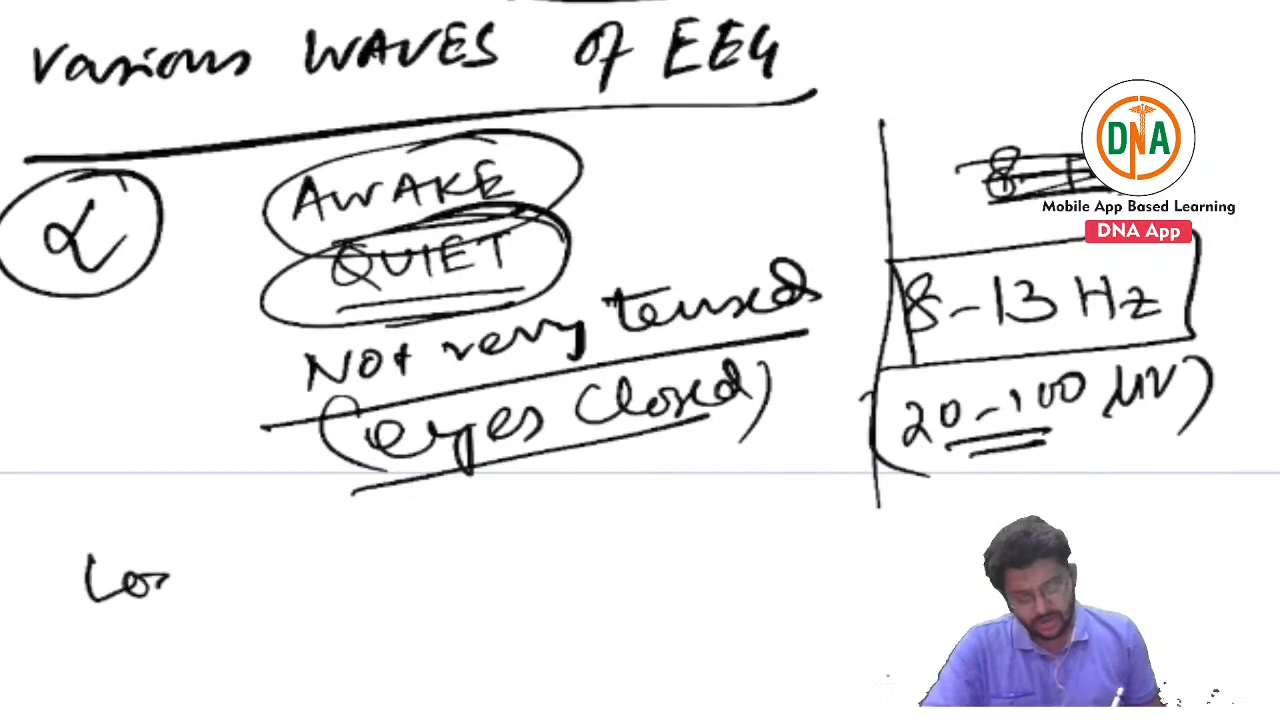 Various WAVES of EEG
α
AWAKE
QUIET
Not very tensed
(eyes closed)
8-13 Hz
(20-100 μV)
Lo
DNA
Mobile App Based Learning
DNA App